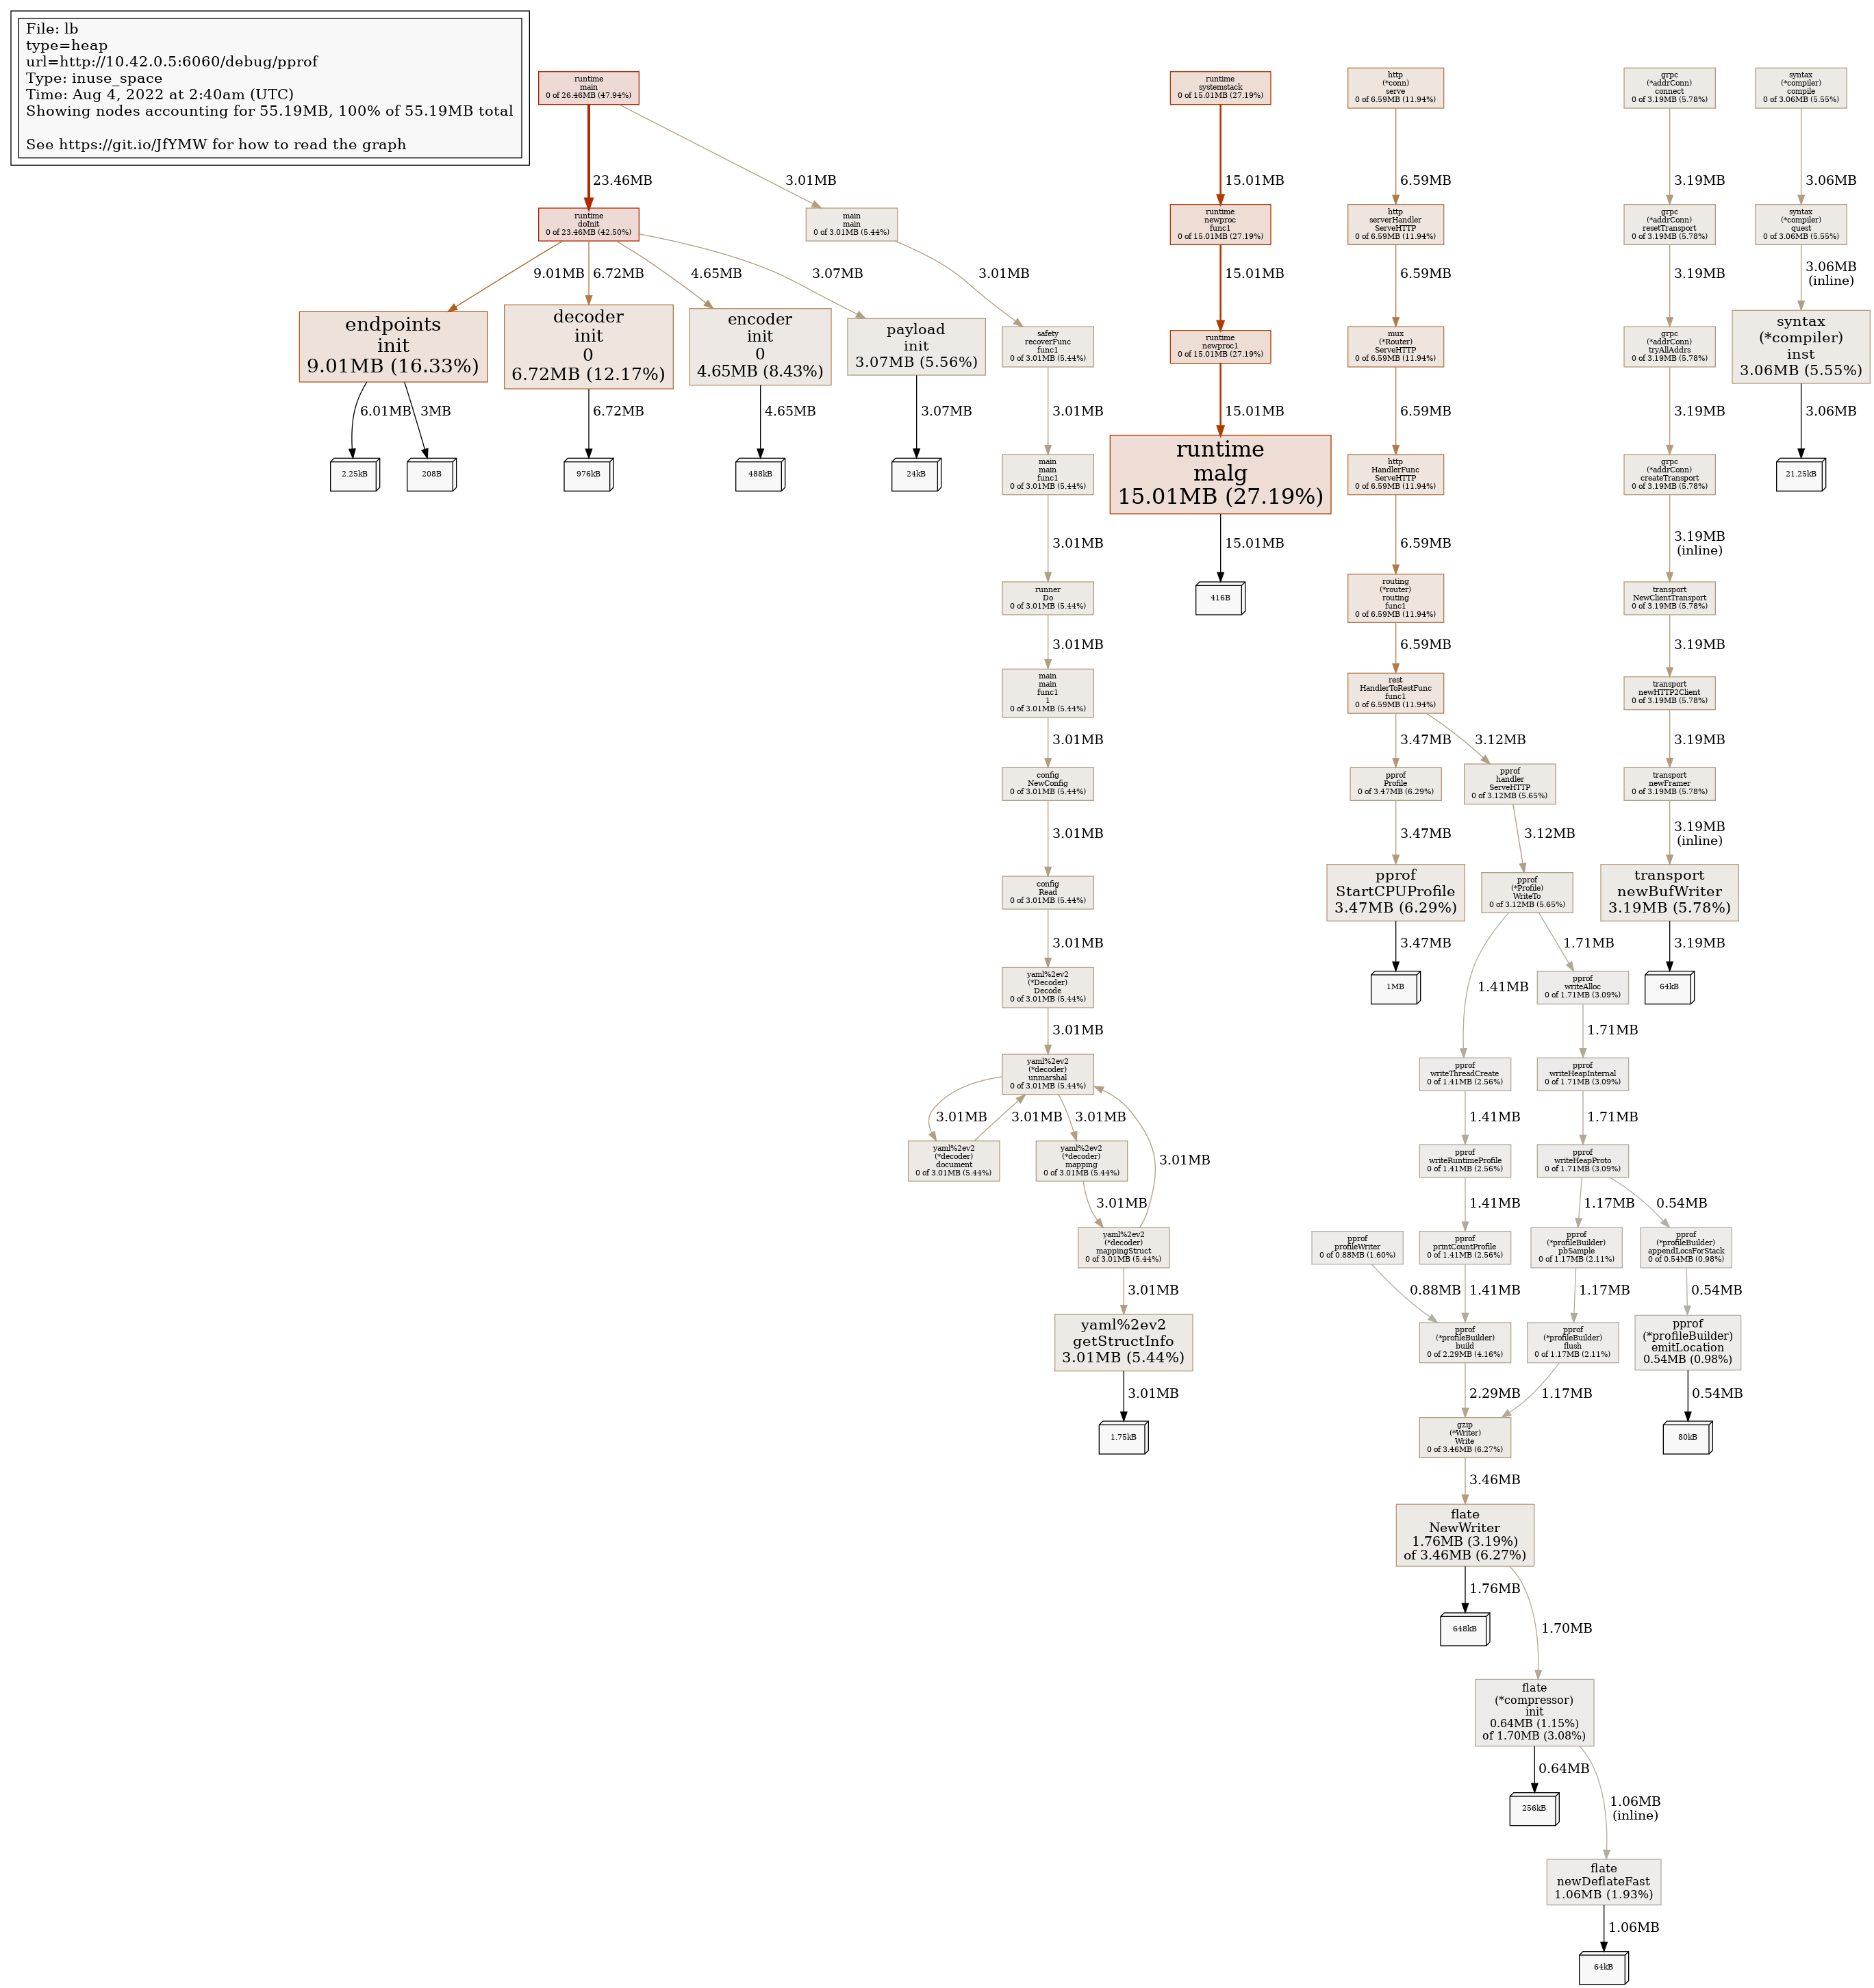 File: lb
type=heap
url=http://10.42.0.5:6060/debug/pprof
Type: inuse_space
Time: Aug 4, 2022 at 2:40am (UTC)
Showing nodes accounting for 55.19MB, 100% of 55.19MB total
See https://git.io/JfYMW for how to read the graph
runtime
main
0 of 26.46MB (47.94%)
23.46MB
3.01MB
runtime
doInit
0 of 23.46MB (42.50%)
9.01MB
6.72MB
4.65MB
3.07MB
endpoints
init
9.01MB (16.33%)
6.01MB
3MB
2.25kB
208B
decoder
init
0
6.72MB (12.17%)
6.72MB
976kB
encoder
init
0
4.65MB (8.43%)
4.65MB
488kB
payload
init
3.07MB (5.56%)
3.07MB
24kB
main
main
0 of 3.01MB (5.44%)
3.01MB
safety
recoverFunc
func1
0 of 3.01MB (5.44%)
3.01MB
main
main
func1
0 of 3.01MB (5.44%)
3.01MB
runner
Do
0 of 3.01MB (5.44%)
3.01MB
main
main
func1
1
0 of 3.01MB (5.44%)
3.01MB
config
NewConfig
0 of 3.01MB (5.44%)
3.01MB
config
Read
0 of 3.01MB (5.44%)
3.01MB
yaml%2ev2
(*Decoder)
Decode
0 of 3.01MB (5.44%)
3.01MB
yaml%2ev2
(*decoder)
unmarshal
0 of 3.01MB (5.44%)
3.01MB
3.01MB
3.01MB
3.01MB
yaml%2ev2
(*decoder)
document
0 of 3.01MB (5.44%)
yaml%2ev2
(*decoder)
mapping
0 of 3.01MB (5.44%)
3.01MB
yaml%2ev2
(*decoder)
mappingStruct
0 of 3.01MB (5.44%)
3.01MB
yaml%2ev2
getStructInfo
3.01MB (5.44%)
3.01MB
1.75kB
runtime
systemstack
0 of 15.01MB (27.19%)
15.01MB
runtime
newproc
func1
0 of 15.01MB (27.19%)
15.01MB
runtime
newproc1
0 of 15.01MB (27.19%)
15.01MB
runtime
malg
15.01MB (27.19%)
15.01MB
416B
http
(*conn)
serve
0 of 6.59MB (11.94%)
6.59MB
http
serverHandler
ServeHTTP
0 of 6.59MB (11.94%)
6.59MB
mux
(*Router)
ServeHTTP
0 of 6.59MB (11.94%)
6.59MB
http
HandlerFunc
ServeHTTP
0 of 6.59MB (11.94%)
6.59MB
routing
(*router)
routing
func1
0 of 6.59MB (11.94%)
6.59MB
rest
HandlerToRestFunc
func1
0 of 6.59MB (11.94%)
3.47MB
3.12MB
pprof
Profile
0 of 3.47MB (6.29%)
3.47MB
pprof
StartCPUProfile
3.47MB (6.29%)
3.47MB
1MB
pprof
handler
ServeHTTP
0 of 3.12MB (5.65%)
3.12MB
pprof
(*Profile)
WriteTo
0 of 3.12MB (5.65%)
1.41MB
1.71MB
pprof
writeAlloc
0 of 1.71MB (3.09%)
1.71MB
pprof
writeThreadCreate
0 of 1.41MB (2.56%)
1.41MB
pprof
writeHeapInternal
0 of 1.71MB (3.09%)
1.71MB
pprof
writeRuntimeProfile
0 of 1.41MB (2.56%)
1.41MB
pprof
writeHeapProto
0 of 1.71MB (3.09%)
1.17MB
0.54MB
pprof
profileWriter
0 of 0.88MB (1.60%)
0.88MB
pprof
printCountProfile
0 of 1.41MB (2.56%)
1.41MB
pprof
(*profileBuilder)
pbSample
0 of 1.17MB (2.11%)
1.17MB
pprof
(*profileBuilder)
appendLocsForStack
0 of 0.54MB (0.98%)
0.54MB
pprof
(*profileBuilder)
build
0 of 2.29MB (4.16%)
2.29MB
pprof
(*profileBuilder)
flush
0 of 1.17MB (2.11%)
1.17MB
pprof
(*profileBuilder)
emitLocation
0.54MB (0.98%)
0.54MB
80kB
gzip
(*Writer)
Write
0 of 3.46MB (6.27%)
3.46MB
flate
NewWriter
1.76MB (3.19%)
of 3.46MB (6.27%)
1.76MB
648kB
1.70MB
flate
(*compressor)
init
0.64MB (1.15%)
of 1.70MB (3.08%)
0.64MB
256kB
1.06MB
(inline)
flate
newDeflateFast
1.06MB (1.93%)
1.06MB
64kB
grpc
(*addrConn)
connect
0 of 3.19MB (5.78%)
3.19MB
grpc
(*addrConn)
resetTransport
0 of 3.19MB (5.78%)
3.19MB
grpc
(*addrConn)
tryAllAddrs
0 of 3.19MB (5.78%)
3.19MB
grpc
(*addrConn)
createTransport
0 of 3.19MB (5.78%)
3.19MB
(inline)
transport
NewClientTransport
0 of 3.19MB (5.78%)
3.19MB
transport
newHTTP2Client
0 of 3.19MB (5.78%)
3.19MB
transport
newFramer
0 of 3.19MB (5.78%)
3.19MB
(inline)
transport
newBufWriter
3.19MB (5.78%)
3.19MB
64kB
syntax
(*compiler)
compile
0 of 3.06MB (5.55%)
3.06MB
syntax
(*compiler)
quest
0 of 3.06MB (5.55%)
3.06MB
(inline)
syntax
(*compiler)
inst
3.06MB (5.55%)
3.06MB
21.25kB